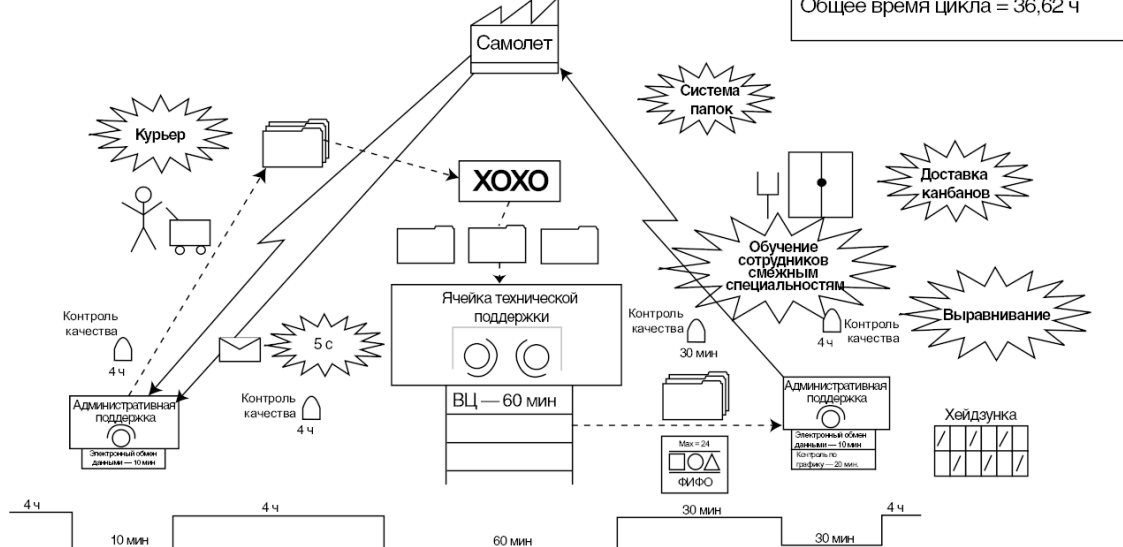 Общее время цикла = 36,62 ч
Самолет
Система
папок
Курьер
XOXO
Доставка
канбанов
Обучение
сотрудников
смежным
специальностям
Ячейка технической
поддержки
Выравнивание
Контроль
качества
4 ч
5 с
Контроль
качества
30 мин
Контроль
качества
4 ч
Контроль
качества
4 ч
Административная
поддержка
Электронный обмен
данными — 10 мин
ВЦ — 60 мин
Max = 24
ФИФО
Административная
поддержка
Электронный обмен
данными — 10 мин
Контроль по
графику — 20 мин.
Хейдзунка
4 ч
10 мин
4 ч
60 мин
30 мин
30 мин
4 ч